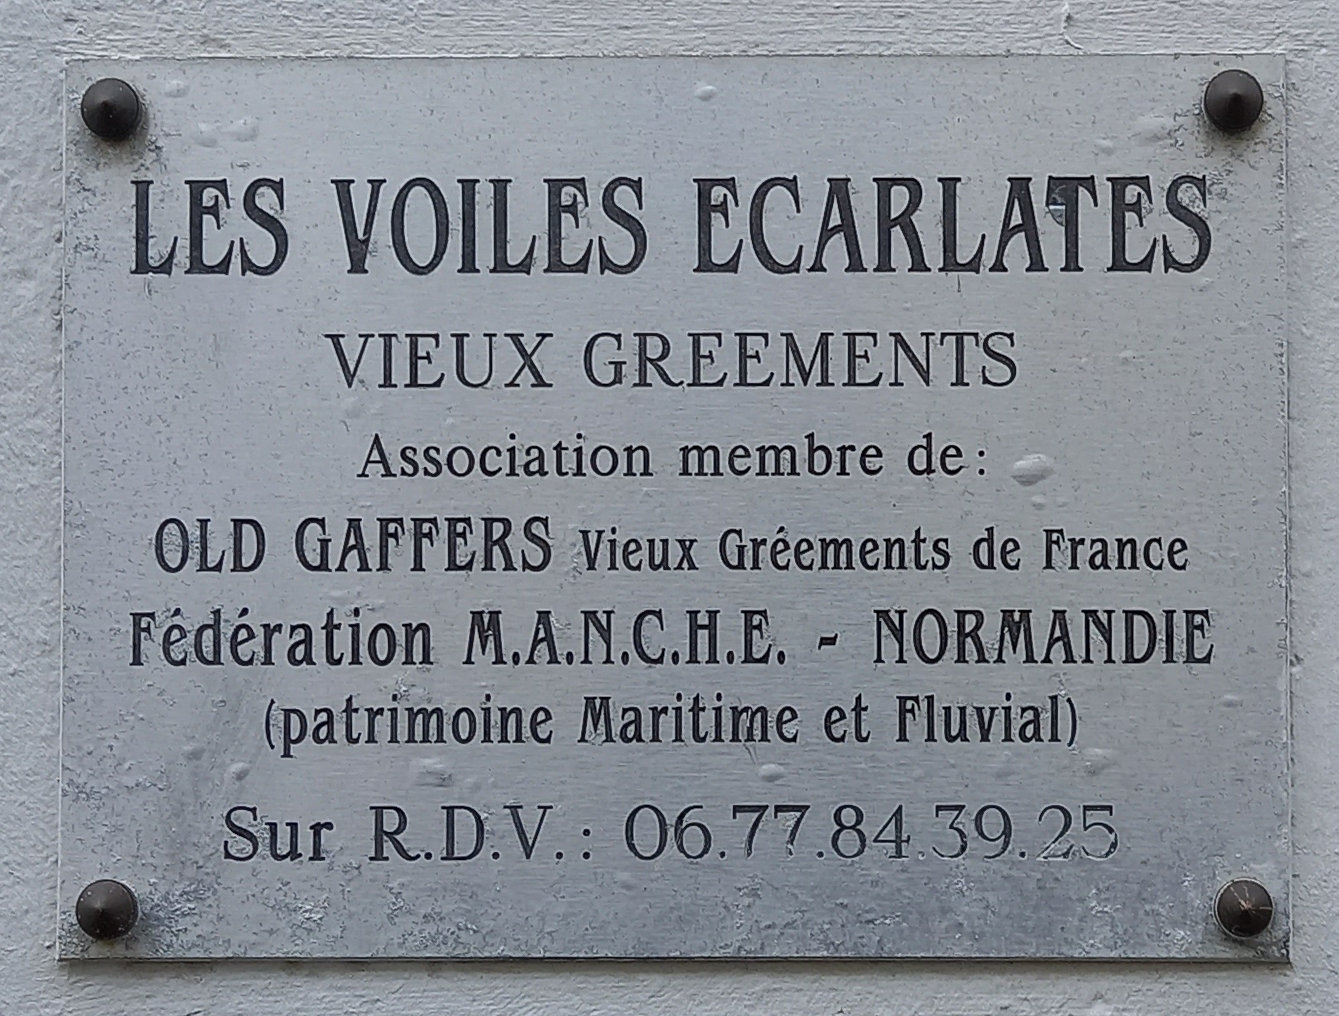 LES VOILES ECARLATES
VIEUX GREEMENTS
Association membre de:
OLD GAFFERS Vieux Gréements de France
Fédération M.A.N.C.H.E. - NORMANDIE
(patrimoine Maritime et Fluvial)
Sur R.D.V.: 06.77.84.39.25